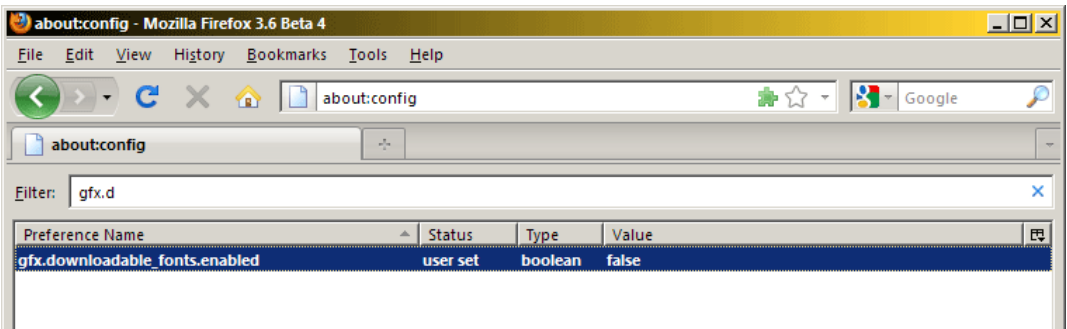 about:config - Mozilla Firefox 3.6 Beta 4
File Edit View History Bookmarks Tools Help
about:config Google
about:config
Filter: gfx.d
Preference Name Status Type Value
gfx.downloadable_fonts.enabled user set boolean false